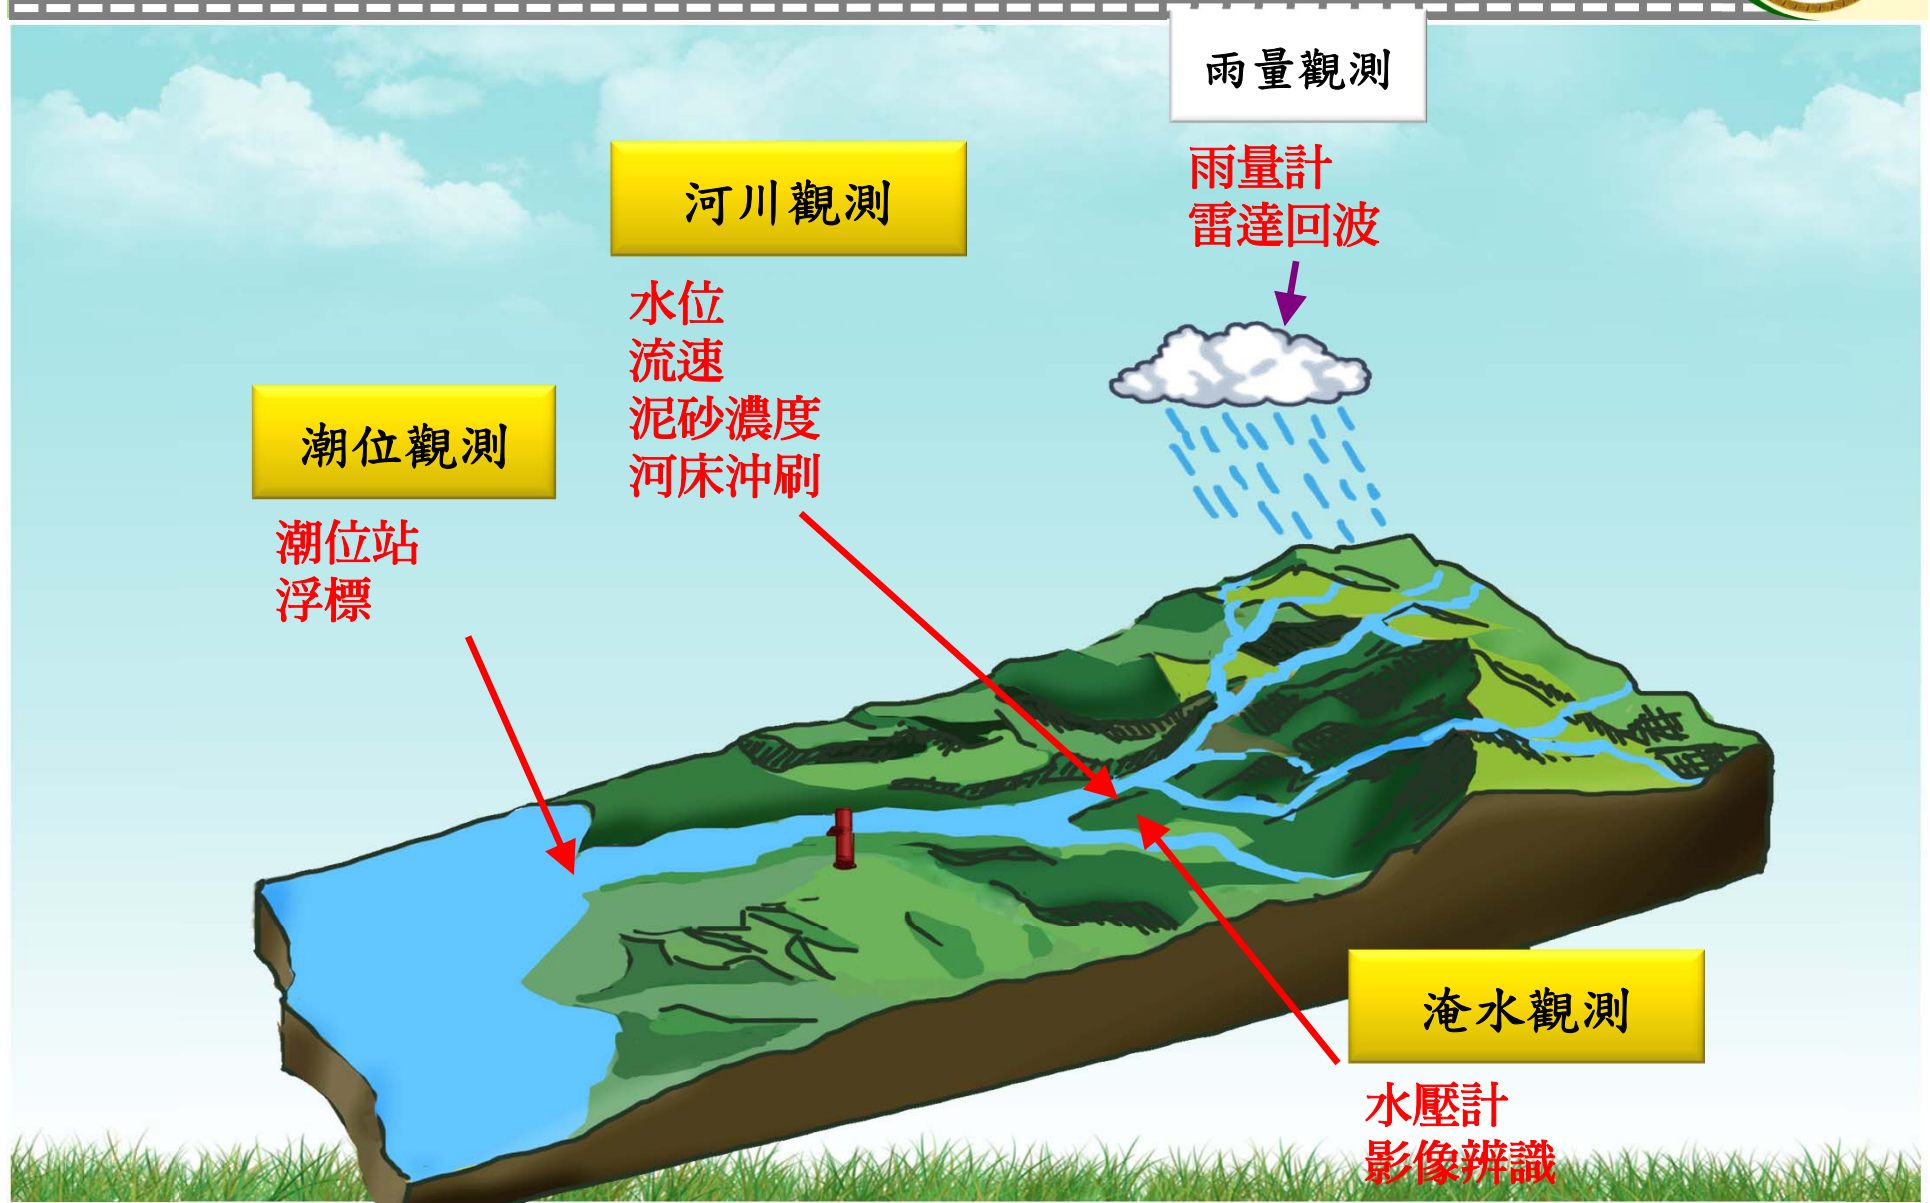 雨量觀測
雨量計
雷達回波
河川觀測
水位
流速
泥砂濃度
河床沖刷
潮位觀測
潮位站
浮標
淹水觀測
水壓計
影像辨識